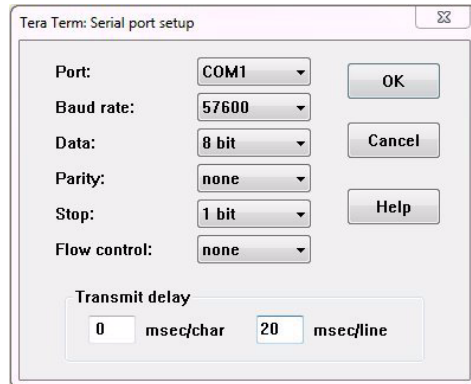 Tera Term: Serial port setup
Port: COM1 OK
Baud rate: 57600
Data: 8 bit Cancel
Parity: none
Stop: 1 bit Help
Flow control: none
Transmit delay
0 msec/char 20 msec/line